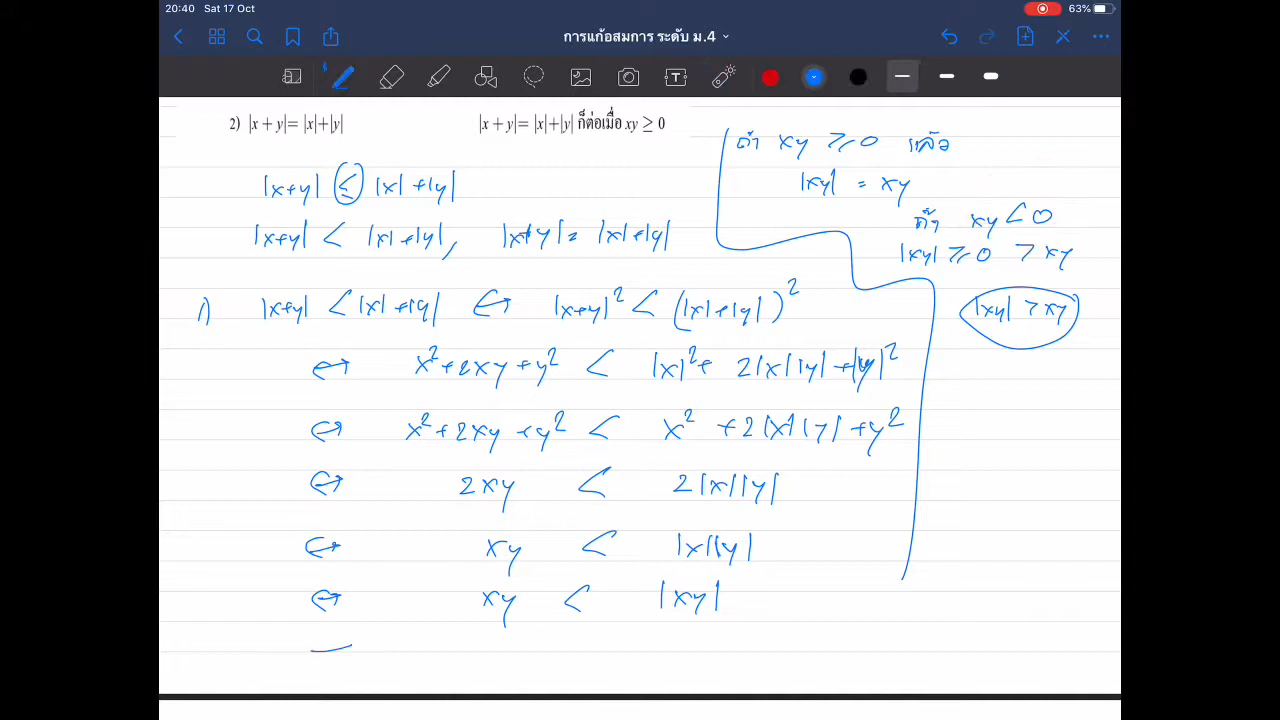 20:40 Sat 17 Oct 63%
การแก้อสมการ ระดับ ม.4
2) |x + y|= |x|+|y| |x + y|= |x|+|y| ก็ต่อเมื่อ xy ≥ 0
ถ้า xy ≥ 0 แล้ว
|xy| = xy
ถ้า xy < 0
|xy| ≥ 0 > xy
|xy| > xy
|x+y| ≤ |x| + |y|
|x+y| < |x| + |y|, |x+y| = |x| + |y|
1) |x+y| < |x| + |y| ↔ |x+y|² < (|x| + |y|)²
↔ x² + 2xy + y² < |x|² + 2|x||y| + |y|²
↔ x² + 2xy + y² < x² + 2|x||y| + y²
↔ 2xy < 2|x||y|
↔ xy < |x||y|
↔ xy < |xy|